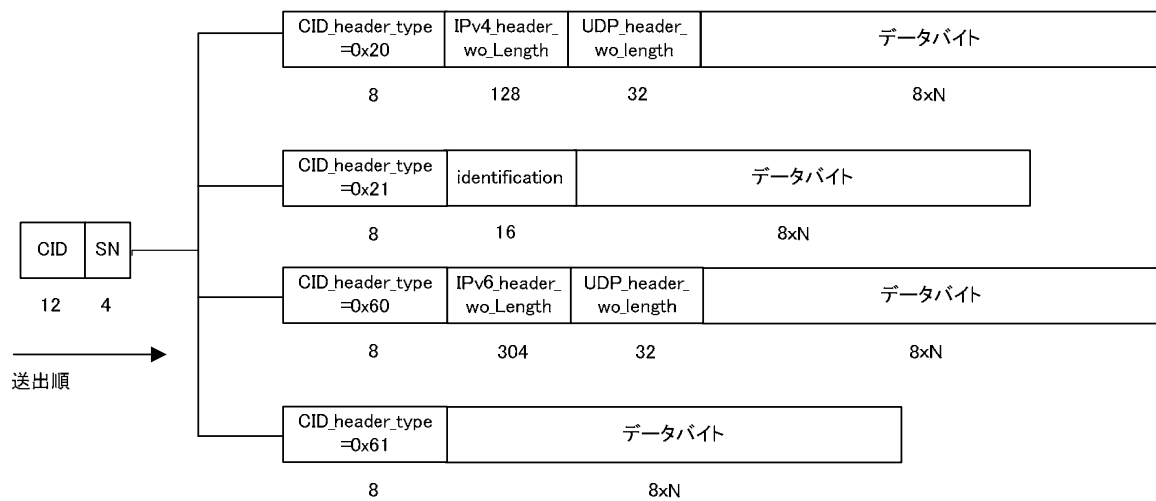 CID_header_type
=0x20
IPv4_header_
wo_Length
UDP_header_
wo_length
データバイト
8
128
32
8xN
CID_header_type
=0x21
identification
データバイト
8
16
8xN
CID
SN
12
4
送出順
CID_header_type
=0x60
IPv6_header_
wo_Length
UDP_header_
wo_length
データバイト
8
304
32
8xN
CID_header_type
=0x61
データバイト
8
8xN